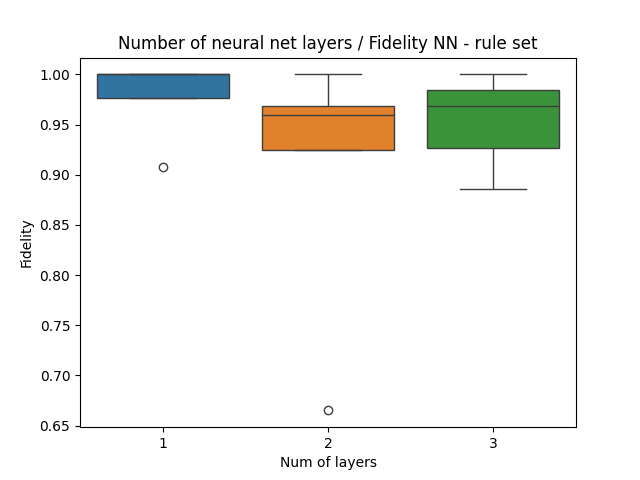 Number of neural net layers / Fidelity NN - rule set
1.00
0.95
0.90
0.85
0.80
0.75
0.70
0.65
Fidelity
1 2 3
Num of layers